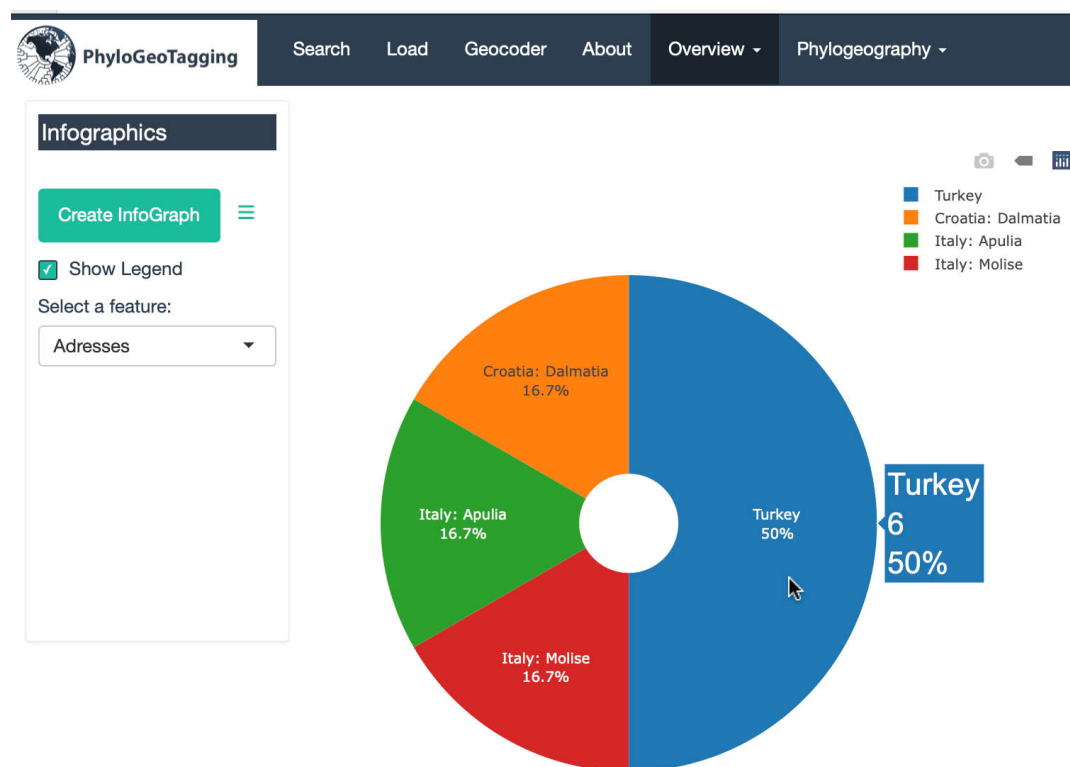 PhyloGeoTagging
Search Load Geocoder About Overview Phylogeography
Infographics
Create InfoGraph
Show Legend
Select a feature:
Adresses
Turkey
Croatia: Dalmatia
Italy: Apulia
Italy: Molise
Croatia: Dalmatia
16.7%
Italy: Apulia
16.7%
Italy: Molise
16.7%
Turkey
50%
Turkey
6
50%